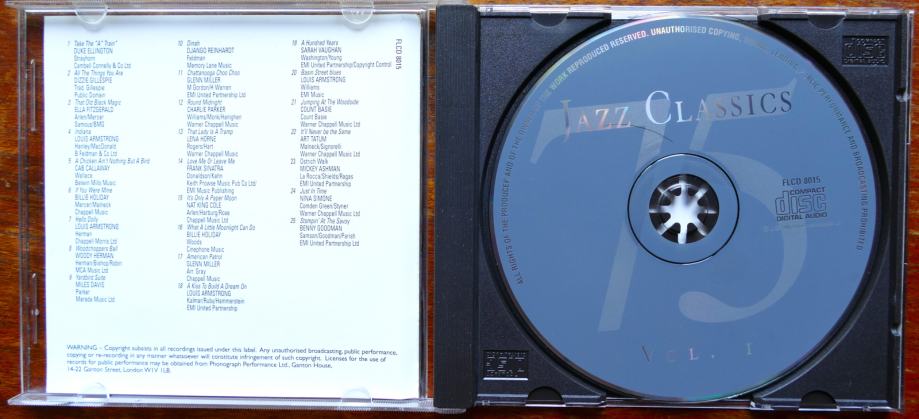 1 Take The "A" Train
DUKE ELLINGTON
Strayhorn
Campbell Connelly & Co Ltd
2 All The Things You Are
DIZZIE GILLESPIE
Trad. Gillespie
Public Domain
3 That Old Black Magic
ELLA FITZGERALD
Arlen/Mercer
Famous/BMG
4 Indiana
LOUIS ARMSTRONG
Hanley/MacDonald
B Feldman & Co Ltd
5 A Chicken Ain't Nothing But A Bird
CAB CALLAWAY
Wallace
Belwin Mills Music
6 If You Were Mine
BILLIE HOLIDAY
Mercer/Malneck
Chappell Music
7 Hello Dolly
LOUIS ARMSTRONG
Herman
Chappell Morris Ltd
8 Woodchoppers Ball
WOODY HERMAN
Herman/Bishop/Robin
MCA Music Ltd
9 Yardbird Suite
MILES DAVIS
Parker
Marada Music Ltd
10 Dinah
DJANGO REINHARDT
Feldman
Memory Lane Music
11 Chattanooga Choo Choo
GLENN MILLER
M Gordon/H Warren
EMI United Partnership Ltd
12 Round Midnight
CHARLIE PARKER
Williams/Monk/Hanighen
Warner Chappell Music
13 That Lady Is A Tramp
LENA HORNE
Rogers/Hart
Warner Chappell Music
14 Love Me Or Leave Me
FRANK SINATRA
Donaldson/Kahn
Keith Prowse Music Pub Co Ltd/
EMI Music Publishing
15 It's Only A Paper Moon
NAT KING COLE
Arlen/Harburg/Rose
Chappell Music Ltd
16 What A Little Moonlight Can Do
BILLIE HOLIDAY
Woods
Cinephone Music
17 American Patrol
GLENN MILLER
Arr. Gray
Chappell Music
18 A Kiss To Build A Dream On
LOUIS ARMSTRONG
Kalmar/Ruby/Hammerstein
EMI United Partnership
19 A Hundred Years
SARAH VAUGHAN
Washington/Young
EMI United Partnership/Copyright Control
20 Basin Street blues
LOUIS ARMSTRONG
Williams
EMI Music
21 Jumping At The Woodside
COUNT BASIE
Count Basie
Warner Chappell Music Ltd
22 It'll Never be the Same
ART TATUM
Malneck/Signorelli
Warner Chappell Music Ltd
23 Ostrich Walk
MICKEY ASHMAN
La Rocca/Shields/Ragas
EMI United Partnership
24 Just in Time
NINA SIMONE
Comden Green/Styner
Warner Chappell Music Ltd
25 Stompin' At The Savoy
BENNY GOODMAN
Samson/Goodman/Parish
EMI United Partnership Ltd
FLCD 8015
WARNING – Copyright subsists in all recordings issued under this label. Any unauthorised broadcasting, public performance,
copying or re-recording in any manner whatsoever will constitute infringement of such copyright. Licenses for the use of
records for public performance may be obtained from Phonograph Performance Ltd., Ganton House,
14-22 Ganton Street, London W1V 1LB.
ALL RIGHTS OF THE PRODUCER AND OF THE WORK REPRODUCED RESERVED. UNAUTHORISED COPYING, PUBLIC PERFORMANCE AND BROADCASTING PROHIBITED
JAZZ CLASSICS
75
FLCD 8015
COMPACT
disc
DIGITAL AUDIO
VOL. I